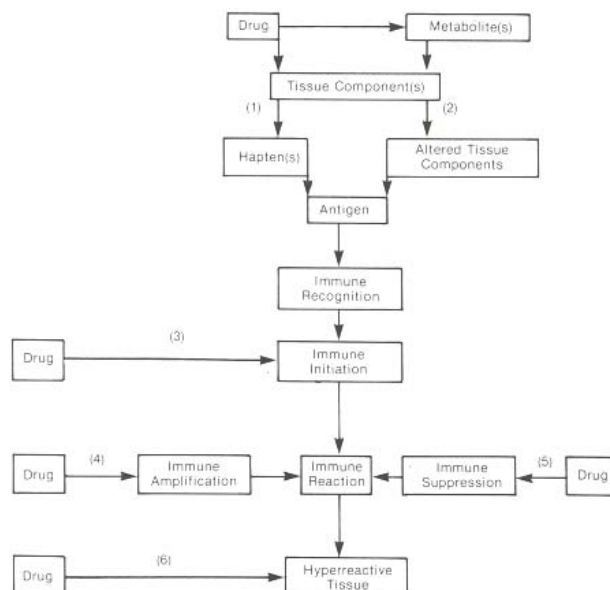 Drug
Metabolite(s)
Tissue Component(s)
(1)
(2)
Hapten(s)
Altered Tissue
Components
Antigen
Immune
Recognition
(3)
Drug
Immune
Initiation
(4)
(5)
Drug
Immune
Amplification
Immune
Reaction
Immune
Suppression
Drug
(6)
Drug
Hyperreactive
Tissue